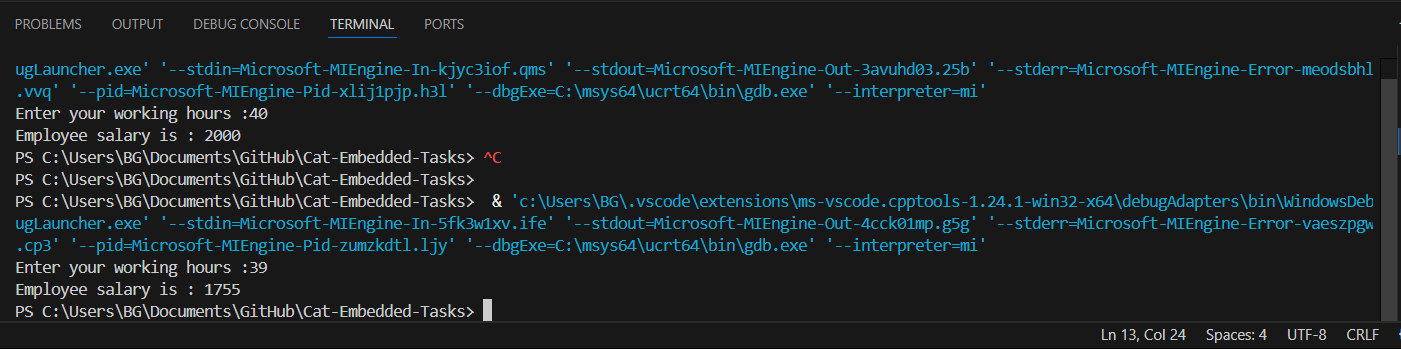 PROBLEMS OUTPUT DEBUG CONSOLE TERMINAL PORTS
ugLauncher.exe' '--stdin=Microsoft-MIEngine-In-kjyc3iof.qms' '--stdout=Microsoft-MIEngine-Out-3avuhd03.25b' '--stderr=Microsoft-MIEngine-Error-meodsbhl
.vvq' '--pid=Microsoft-MIEngine-Pid-xlij1pjp.h3l' '--dbgExe=C:\msys64\ucrt64\bin\gdb.exe' '--interpreter=mi'
Enter your working hours :40
Employee salary is : 2000
PS C:\Users\BG\Documents\GitHub\Cat-Embedded-Tasks> ^C
PS C:\Users\BG\Documents\GitHub\Cat-Embedded-Tasks>
PS C:\Users\BG\Documents\GitHub\Cat-Embedded-Tasks>  & 'c:\Users\BG\.vscode\extensions\ms-vscode.cpptools-1.24.1-win32-x64\debugAdapters\bin\WindowsDeb
ugLauncher.exe' '--stdin=Microsoft-MIEngine-In-5fk3w1xv.ife' '--stdout=Microsoft-MIEngine-Out-4cck01mp.g5g' '--stderr=Microsoft-MIEngine-Error-vaeszpgw
.cp3' '--pid=Microsoft-MIEngine-Pid-zumzkdtl.ljy' '--dbgExe=C:\msys64\ucrt64\bin\gdb.exe' '--interpreter=mi'
Enter your working hours :39
Employee salary is : 1755
PS C:\Users\BG\Documents\GitHub\Cat-Embedded-Tasks>
Ln 13, Col 24 Spaces: 4 UTF-8 CRLF